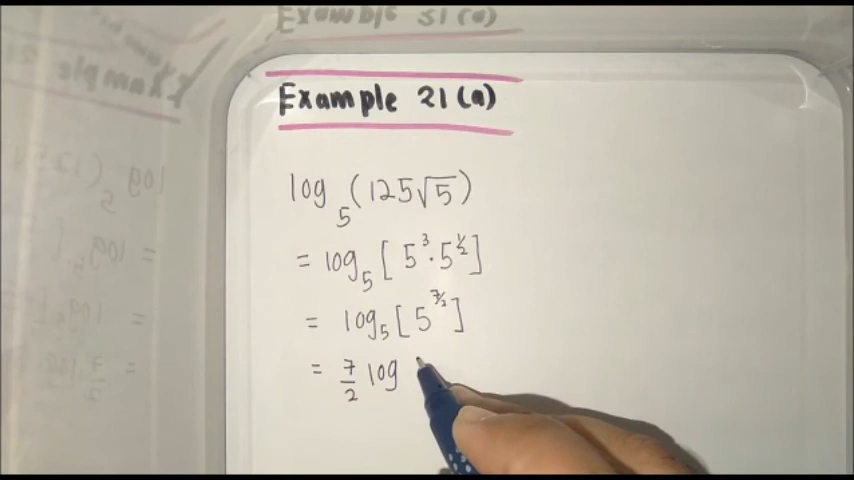 Example 21 (a)
log₅(125√5)
= log₅[5³·5^½]
= log₅[5^7/2]
= 7/2 log